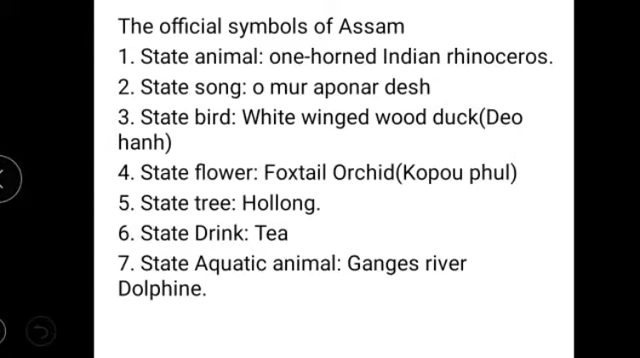 The official symbols of Assam
1. State animal: one-horned Indian rhinoceros.
2. State song: o mur aponar desh
3. State bird: White winged wood duck(Deo
hanh)
4. State flower: Foxtail Orchid(Kopou phul)
5. State tree: Hollong.
6. State Drink: Tea
7. State Aquatic animal: Ganges river
Dolphine.